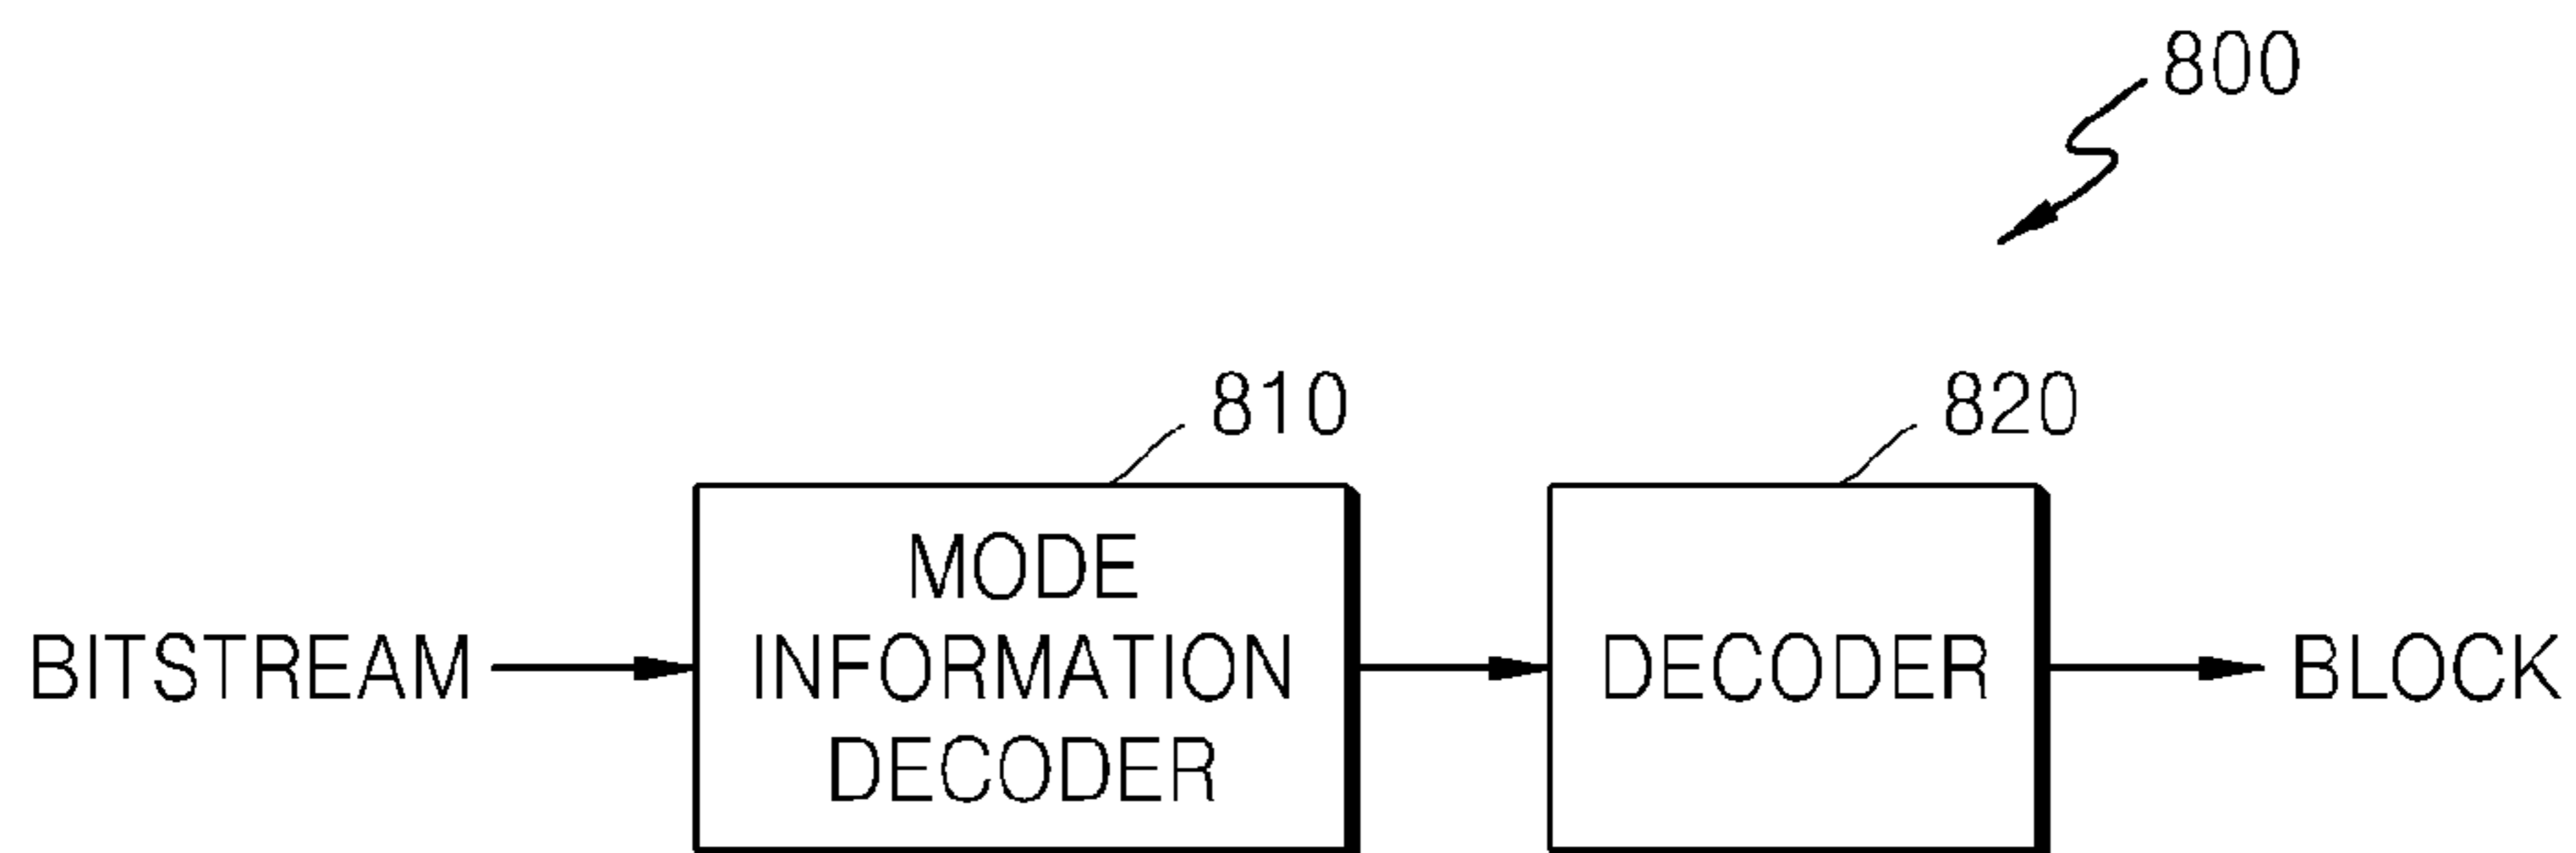 800
810
820
MODE
INFORMATION
DECODER
BITSTREAM
DECODER
BLOCK